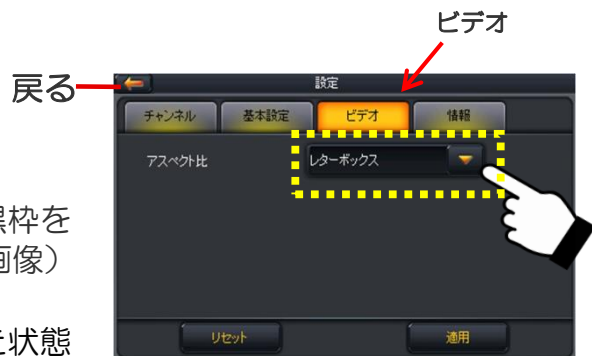 ビデオ
戻る
設定
チャンネル 基本設定 ビデオ 情報
アスペクト比 レターボックス
黒枠を
画像）
状態
リセット 適用